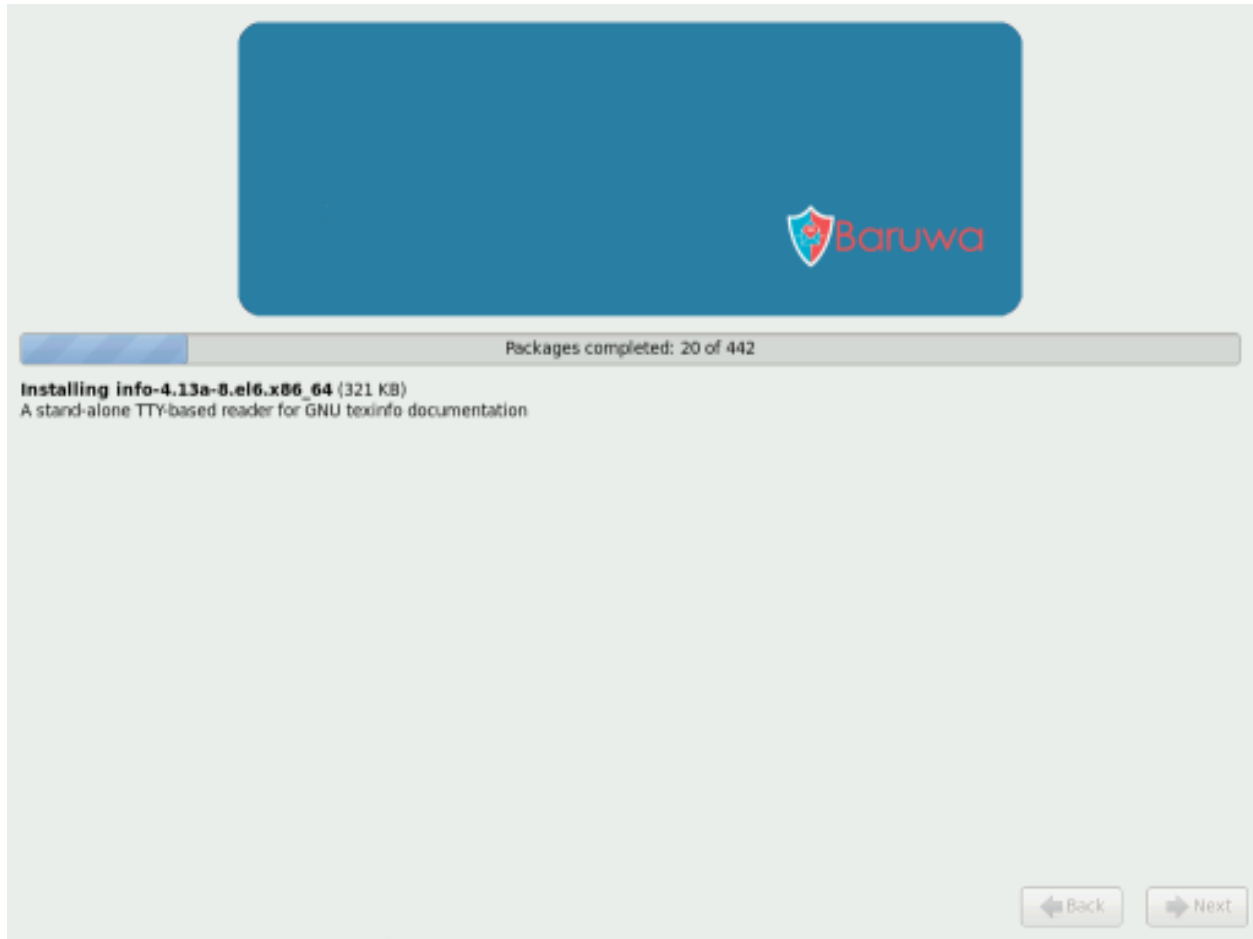 Baruwa
Packages completed: 20 of 442
Installing info-4.13a-8.el6.x86_64 (321 KB)
A stand-alone TTY-based reader for GNU texinfo documentation
Back
Next